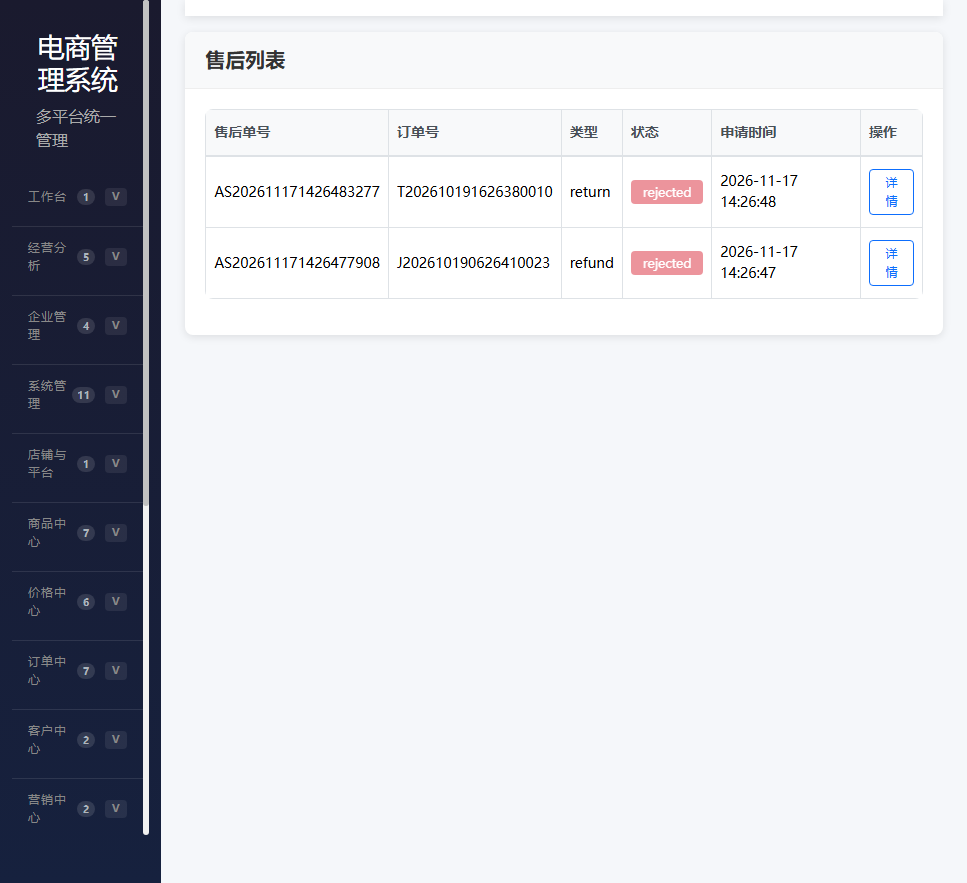 电商管
理系统
多平台统一
管理
工作台 1 V
经营分
析 5 V
企业管
理 4 V
系统管
理 11 V
店铺与
平台 1 V
商品中
心 7 V
价格中
心 6 V
订单中
心 7 V
客户中
心 2 V
营销中
心 2 V
售后列表
售后单号 订单号 类型 状态 申请时间 操作
AS202611171426483277 T202610191626380010 return rejected 2026-11-17
14:26:48 详
情
AS202611171426477908 J202610190626410023 refund rejected 2026-11-17
14:26:47 详
情